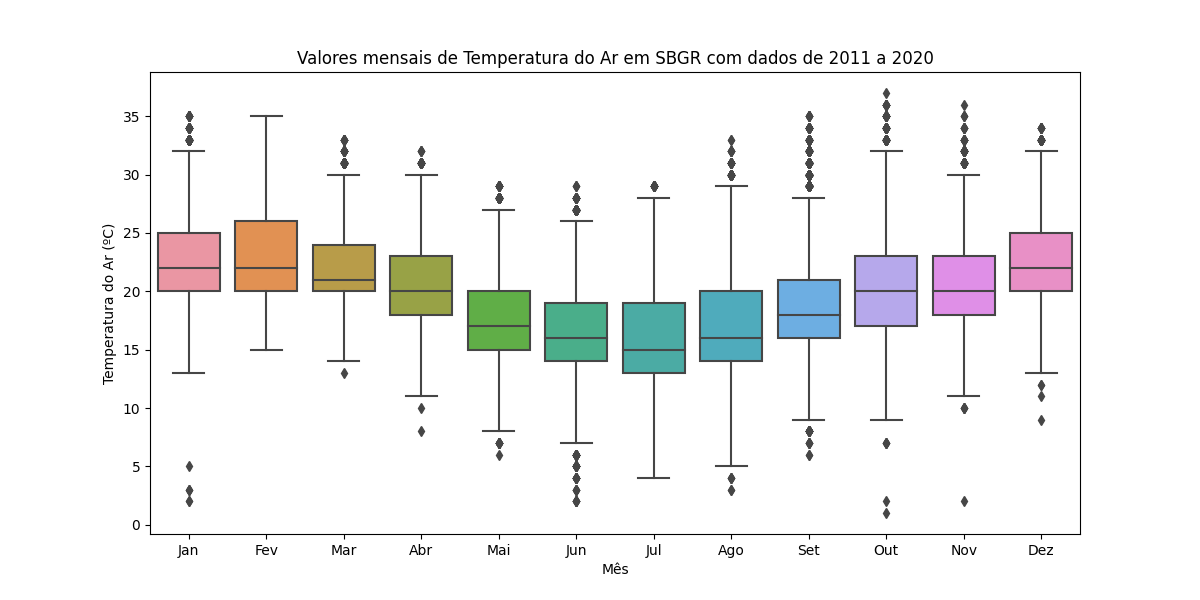 Valores mensais de Temperatura do Ar em SBGR com dados de 2011 a 2020
Temperatura do Ar (ºC)
35
30
25
20
15
10
5
0
Jan Fev Mar Abr Mai Jun Jul Ago Set Out Nov Dez
Mês